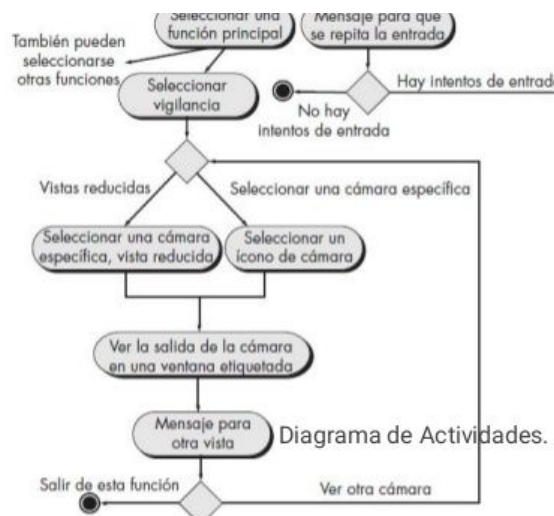 Seleccionar una
función principal
Mensaje para que
se repita la entrada
También pueden
seleccionarse
otras funciones
Seleccionar
vigilancia
Hay intentos de entrad
No hay
intentos de entrada
Vistas reducidas
Seleccionar una cámara específica
Seleccionar una cámara
específica, vista reducida
Seleccionar un
ícono de cámara
Ver la salida de la cámara
en una ventana etiquetada
Mensaje para
otra vista
Diagrama de Actividades.
Salir de esta función
Ver otra cámara